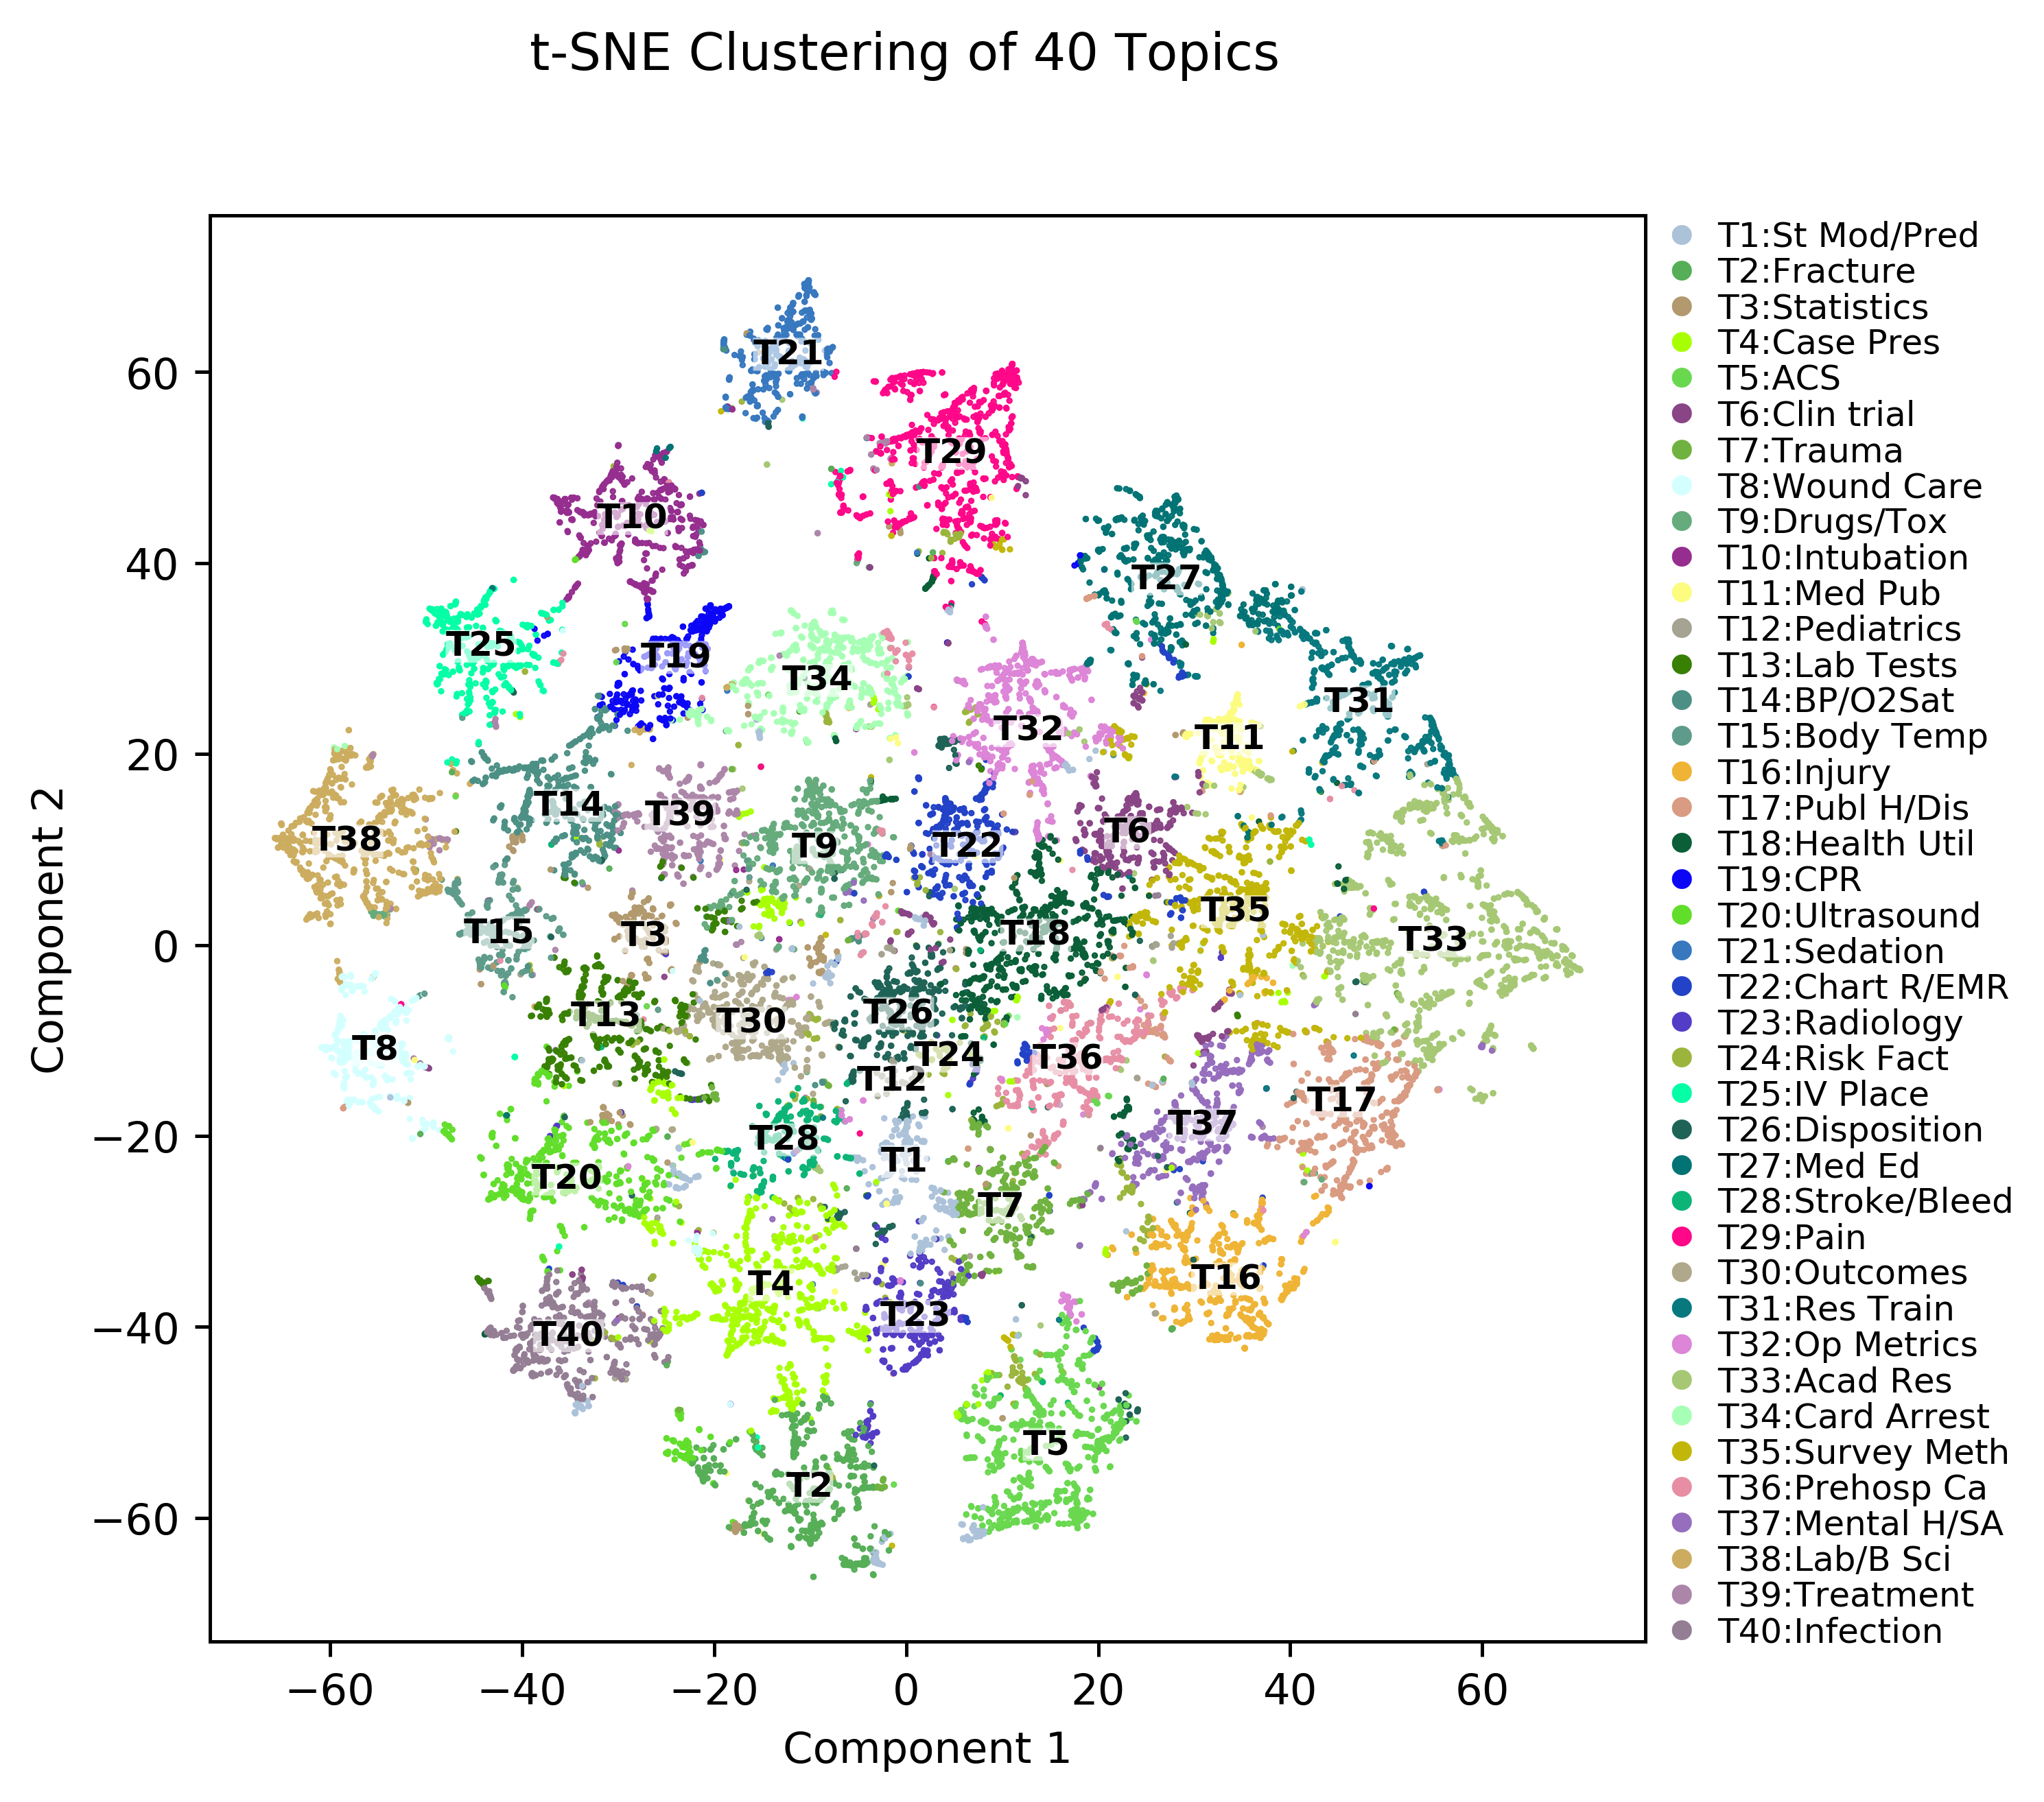 t-SNE Clustering of 40 Topics
T21
T29
T10
T27
T25
T19
T34
T31
T32
T11
T38
T14
T39
T9
T22
T6
T15
T3
T18
T35
T33
T8
T13
T30
T26
T24
T12
T36
T17
T28
T37
T20
T1
T7
T4
T23
T16
T40
T5
T2
60
40
20
0
−20
−40
−60
Component 2
−60
−40
−20
0
20
40
60
Component 1
T1:St Mod/Pred
T2:Fracture
T3:Statistics
T4:Case Pres
T5:ACS
T6:Clin trial
T7:Trauma
T8:Wound Care
T9:Drugs/Tox
T10:Intubation
T11:Med Pub
T12:Pediatrics
T13:Lab Tests
T14:BP/O2Sat
T15:Body Temp
T16:Injury
T17:Publ H/Dis
T18:Health Util
T19:CPR
T20:Ultrasound
T21:Sedation
T22:Chart R/EMR
T23:Radiology
T24:Risk Fact
T25:IV Place
T26:Disposition
T27:Med Ed
T28:Stroke/Bleed
T29:Pain
T30:Outcomes
T31:Res Train
T32:Op Metrics
T33:Acad Res
T34:Card Arrest
T35:Survey Meth
T36:Prehosp Ca
T37:Mental H/SA
T38:Lab/B Sci
T39:Treatment
T40:Infection